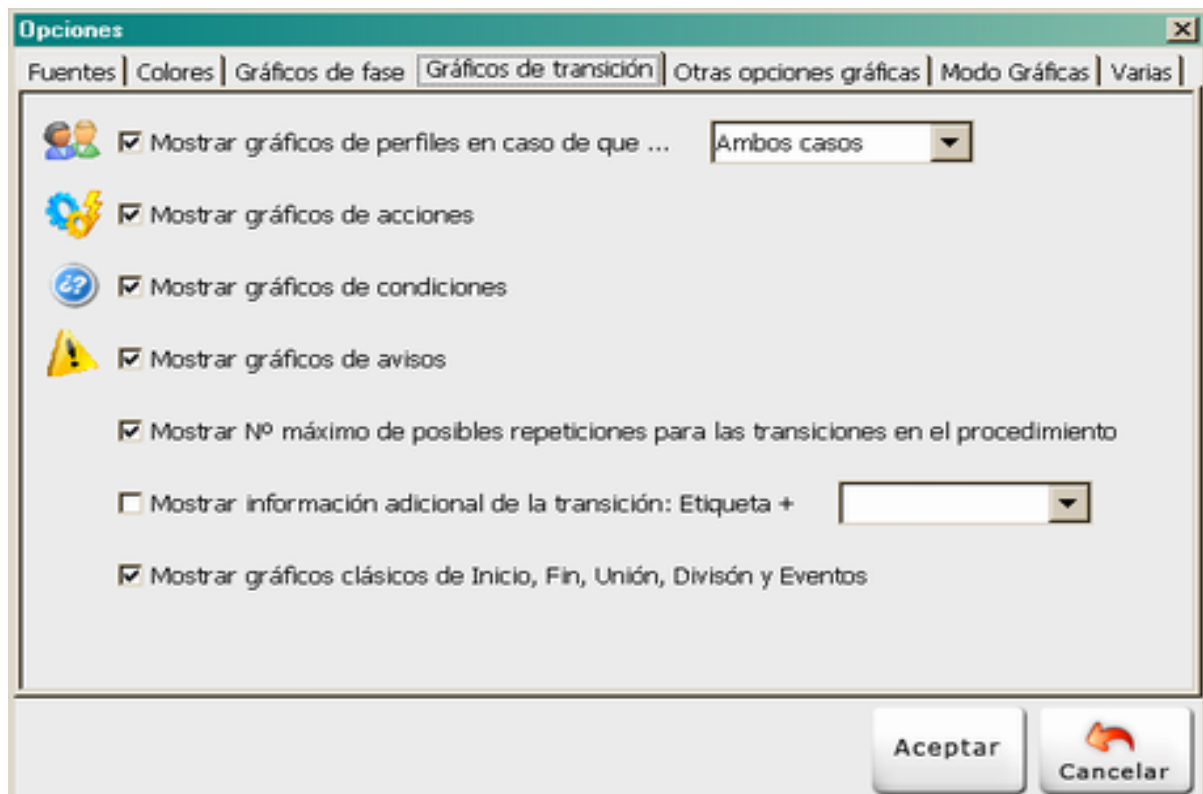 Opciones
Fuentes Colores Gráficos de fase Gráficos de transición Otras opciones gráficas Modo Gráficas Varias
Mostrar gráficos de perfiles en caso de que ... Ambos casos
Mostrar gráficos de acciones
¿? Mostrar gráficos de condiciones
Mostrar gráficos de avisos
Mostrar Nº máximo de posibles repeticiones para las transiciones en el procedimiento
Mostrar información adicional de la transición: Etiqueta +
Mostrar gráficos clásicos de Inicio, Fin, Unión, Divisón y Eventos
Aceptar
Cancelar